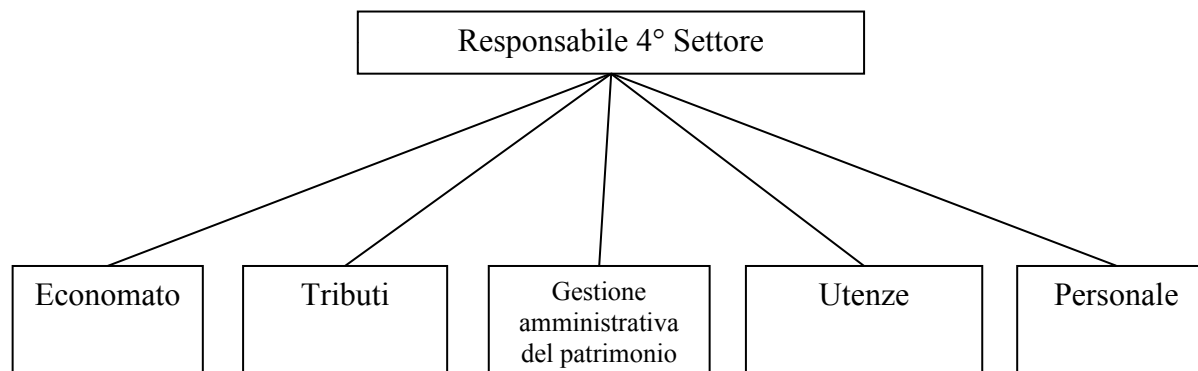 Responsabile 4° Settore
Economato
Tributi
Gestione
amministrativa
del patrimonio
Utenze
Personale